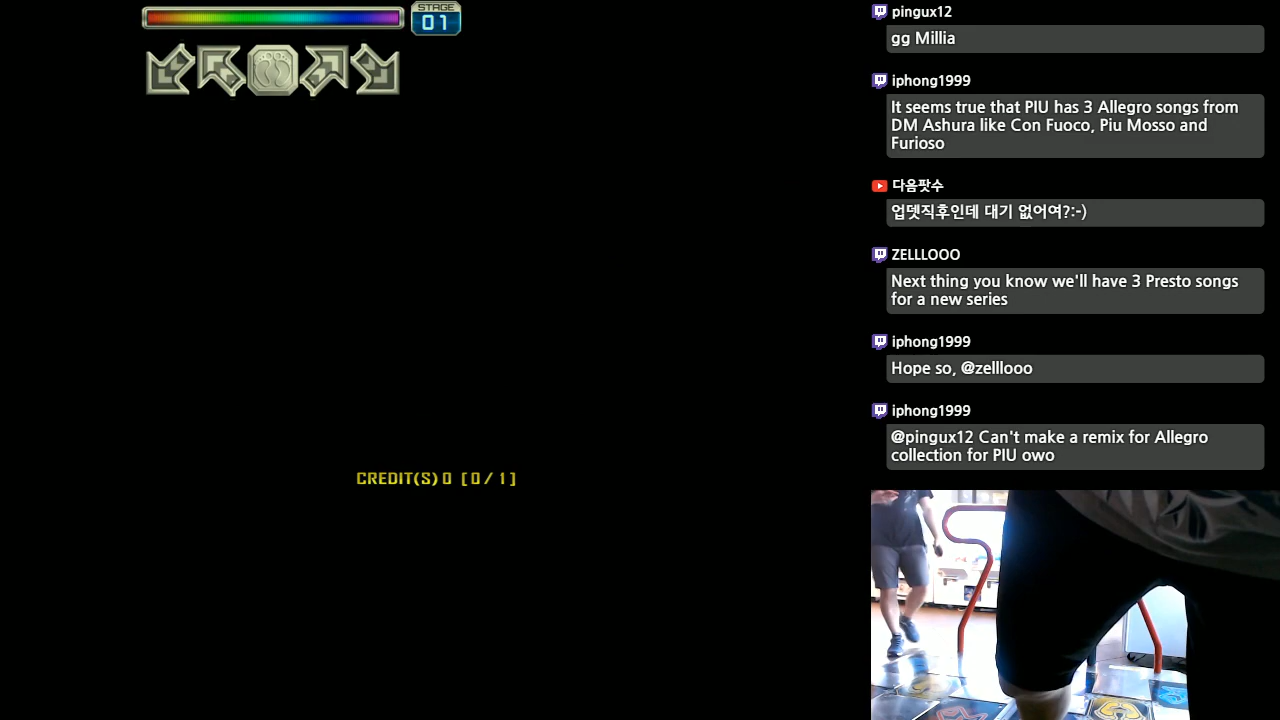 STAGE
01
CREDIT(S) 0 [0/1]
pingux12
gg Millia
iphong1999
It seems true that PIU has 3 Allegro songs from
DM Ashura like Con Fuoco, Piu Mosso and
Furioso
다음팟수
업뎃직후인데 대기 없어여?:-)
ZELLLOOO
Next thing you know we'll have 3 Presto songs
for a new series
iphong1999
Hope so, @zelllooo
iphong1999
@pingux12 Can't make a remix for Allegro
collection for PIU owo